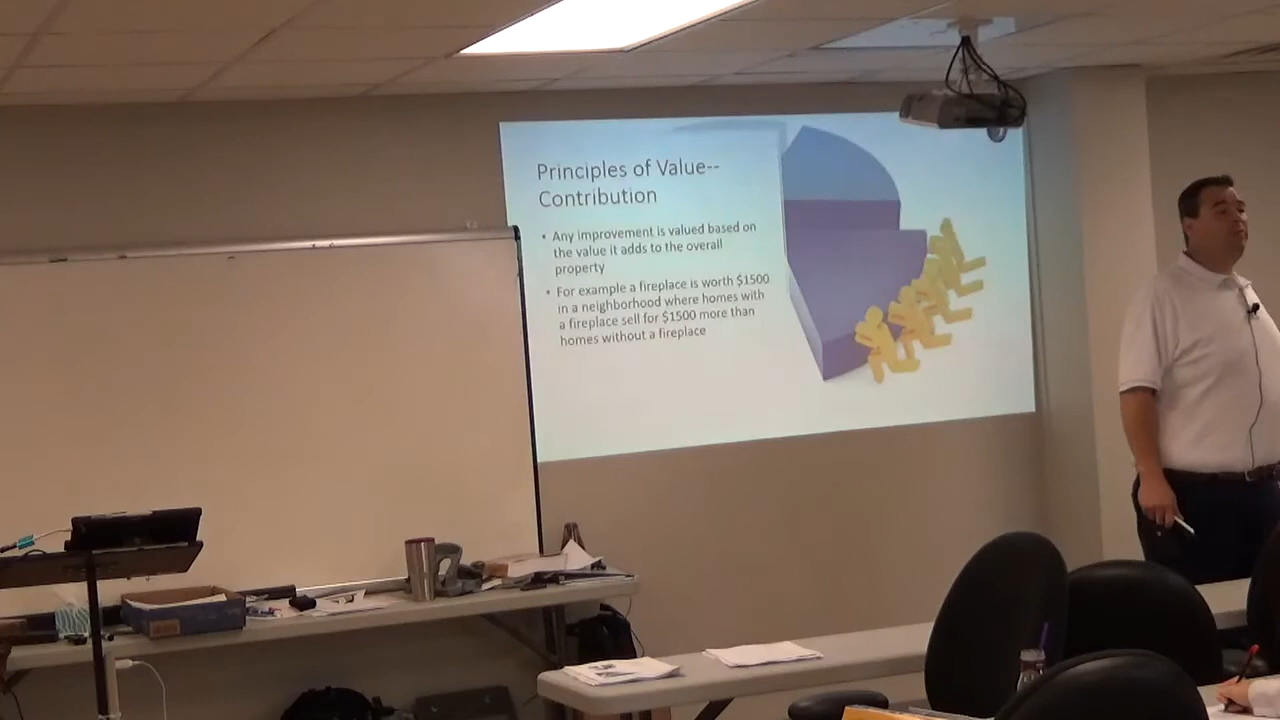 Principles of Value--
Contribution
• Any improvement is valued based on
the value it adds to the overall
property
• For example a fireplace is worth $1500
in a neighborhood where homes with
a fireplace sell for $1500 more than
homes without a fireplace